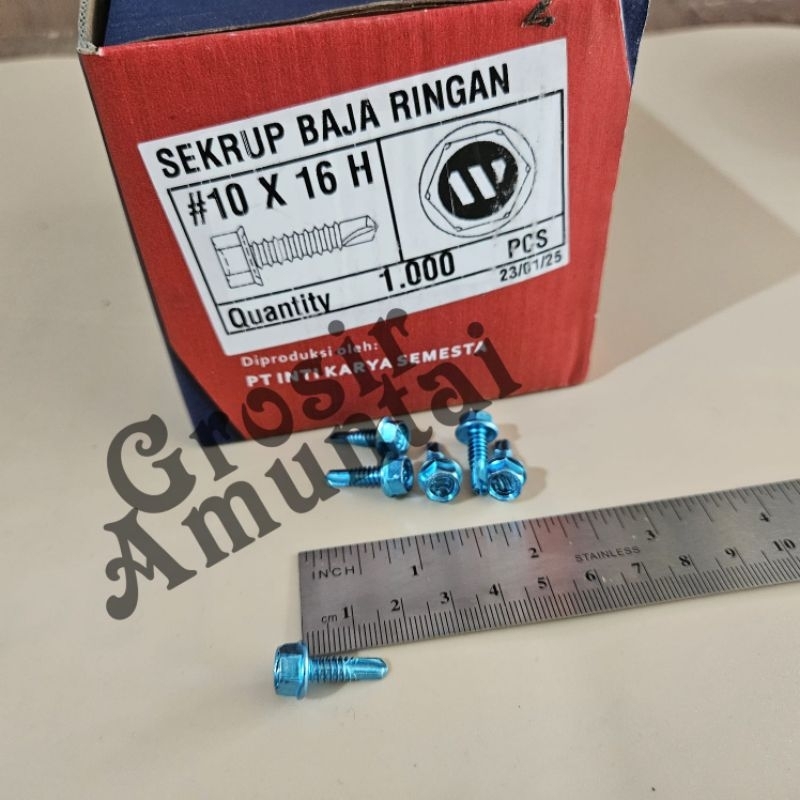 SEKRUP BAJA RINGAN
#10 X 16 H
W
Quantity 1.000 PCS
23/01/25
Diproduksi oleh:
PT INTI KARYA SEMESTA
Grosir
Amuntai
INCH 1 2 3 4
STAINLESS
cm 1 2 3 4 5 6 7 8 9 10